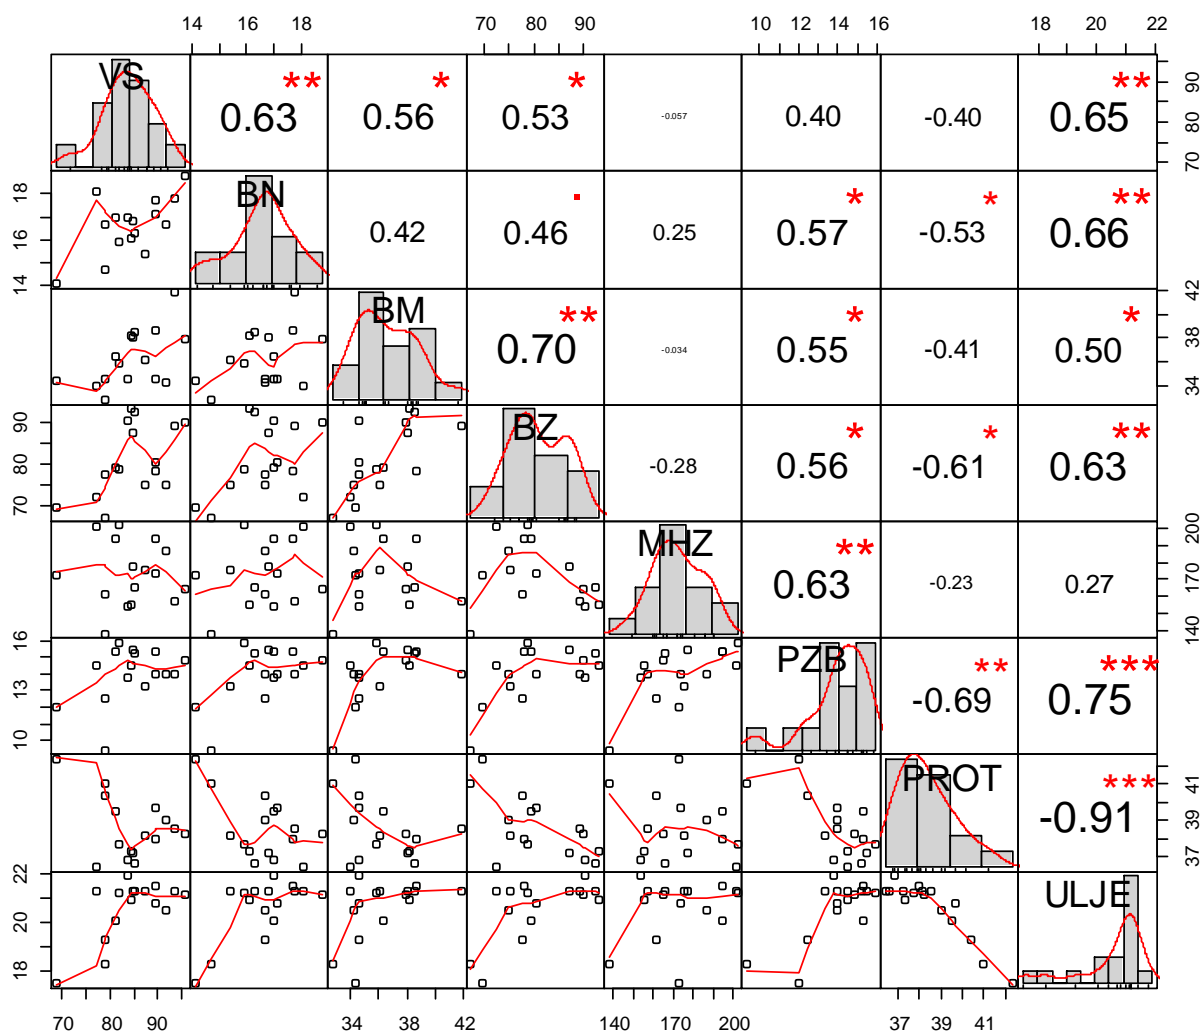 14 16 18 70 80 90 10 12 14 16 18 20 22
VS ** * * **
0.63 0.56 0.53 -0.057 0.40 -0.40 0.65
70 80 90
14 16 18
BN * * **
0.42 0.46 0.25 0.57 -0.53 0.66
BM ** * *
0.70 -0.034 0.55 -0.41 0.50
34 38 42
70 80 90
BZ * * **
-0.28 0.56 -0.61 0.63
MHZ **
0.63 -0.23 0.27
140 170 200
10 13 16
PZB ** ***
-0.69 0.75
PROT ***
-0.91
37 39 41
18 20 22
ULJE
70 80 90 34 38 42 140 170 200 37 39 41